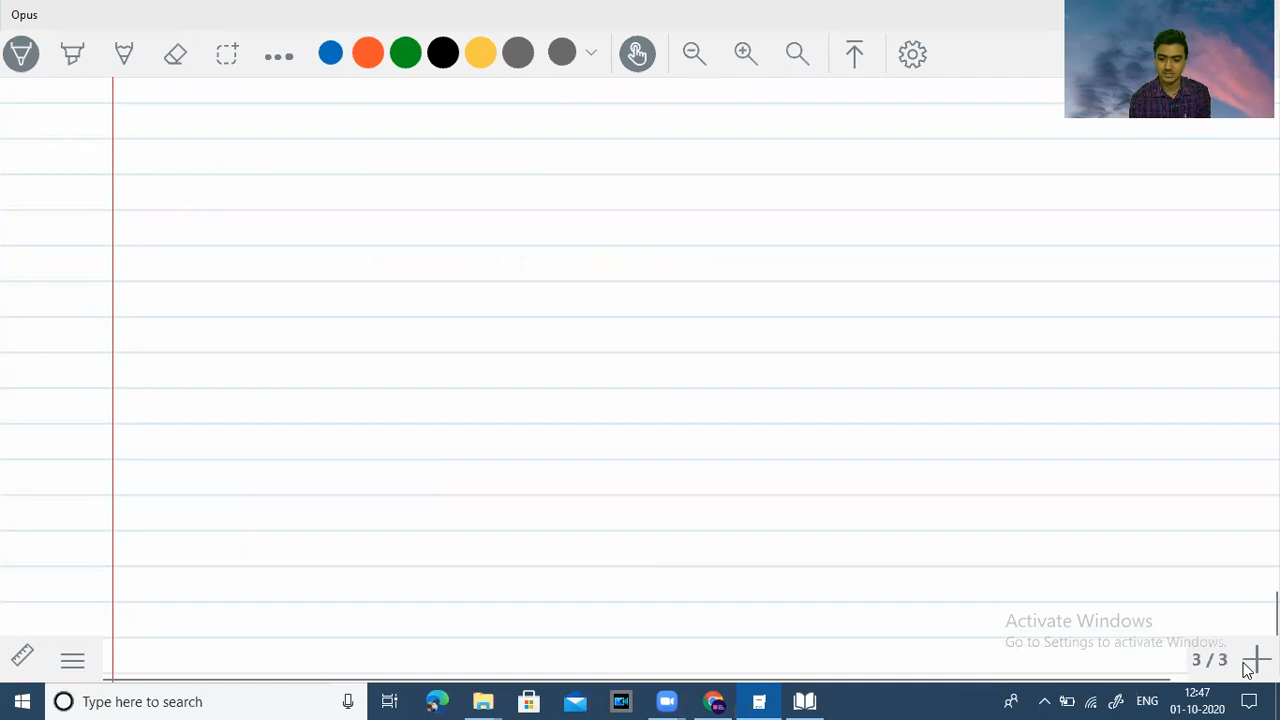 Opus
Activate Windows
Go to Settings to activate Windows.
3 / 3
Type here to search
ENG
12:47
01-10-2020